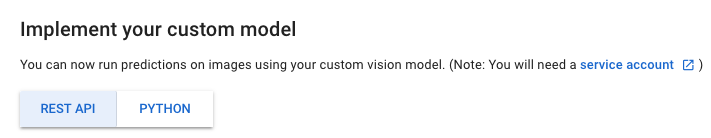 Implement your custom model
You can now run predictions on images using your custom vision model. (Note: You will need a service account )
REST API PYTHON